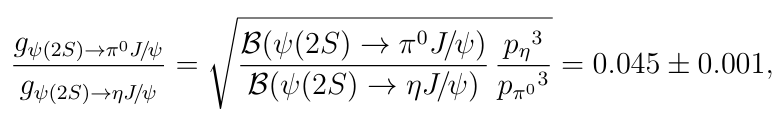 \frac{g_{\psi(2S)\to\pi^0 J/\psi}}{g_{\psi(2S)\to\eta J/\psi}} = \sqrt{\frac{\mathcal{B}(\psi(2S)\to\pi^0 J/\psi)}{\mathcal{B}(\psi(2S)\to\eta J/\psi)} \frac{{p_\eta}^3}{{p_{\pi^0}}^3}} = 0.045 \pm 0.001,